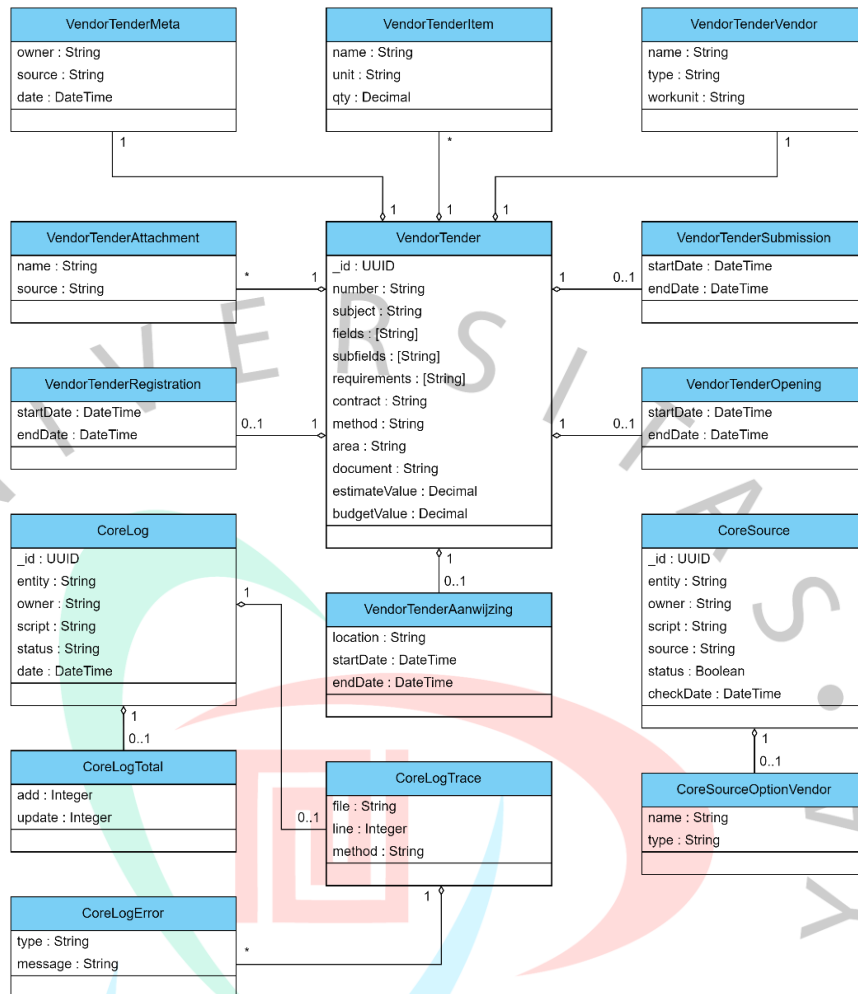 VendorTenderMeta
owner : String
source : String
date : DateTime
1
VendorTenderItem
name : String
unit : String
qty : Decimal
*
VendorTenderVendor
name : String
type : String
workunit : String
1
1
1
1
VendorTenderAttachment
name : String
source : String
*
1
VendorTender
_id : UUID
number : String
subject : String
fields : [String]
subfields : [String]
requirements : [String]
contract : String
method : String
area : String
document : String
estimateValue : Decimal
budgetValue : Decimal
1
0..1
VendorTenderSubmission
startDate : DateTime
endDate : DateTime
VendorTenderRegistration
startDate : DateTime
endDate : DateTime
0..1
1
1
0..1
VendorTenderOpening
startDate : DateTime
endDate : DateTime
CoreLog
_id : UUID
entity : String
owner : String
script : String
status : String
date : DateTime
1
1
0..1
1
0..1
VendorTenderAanwijzing
location : String
startDate : DateTime
endDate : DateTime
CoreSource
_id : UUID
entity : String
owner : String
script : String
source : String
status : Boolean
checkDate : DateTime
1
0..1
CoreLogTotal
add : Integer
update : Integer
0..1
CoreLogTrace
file : String
line : Integer
method : String
1
CoreSourceOptionVendor
name : String
type : String
CoreLogError
type : String
message : String
*
IVERSITAS